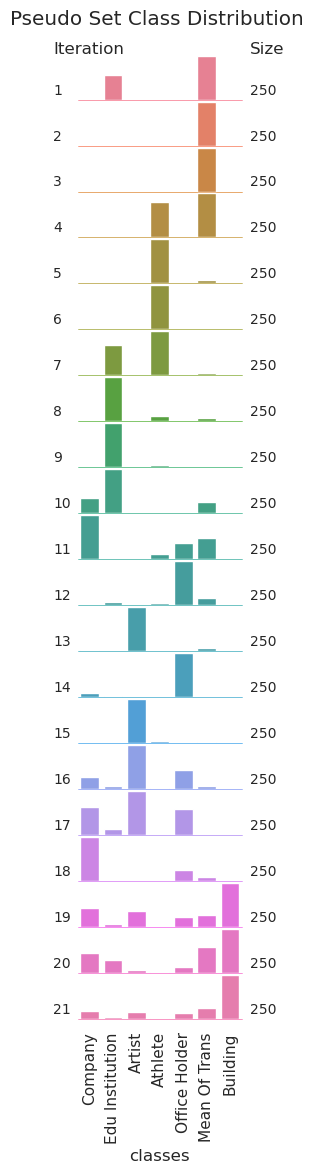 Pseudo Set Class Distribution
Iteration Size
1 250
2 250
3 250
4 250
5 250
6 250
7 250
8 250
9 250
10 250
11 250
12 250
13 250
14 250
15 250
16 250
17 250
18 250
19 250
20 250
21 250
Company
Edu Institution
Artist
Athlete
Office Holder
Mean Of Trans
Building
classes